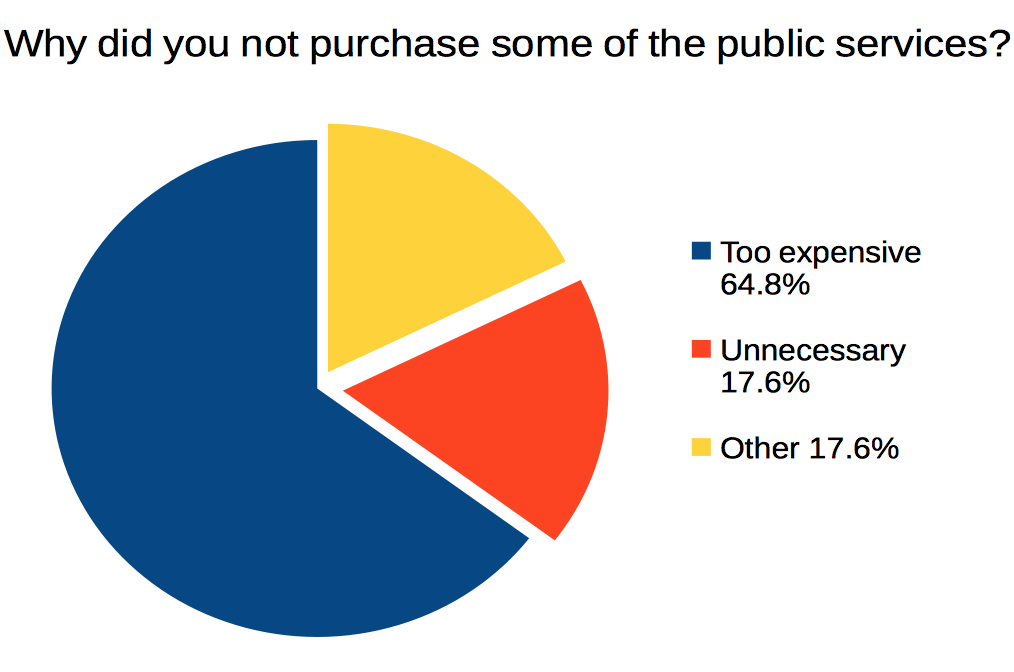 Why did you not purchase some of the public services?
Too expensive
64.8%
Unnecessary
17.6%
Other 17.6%